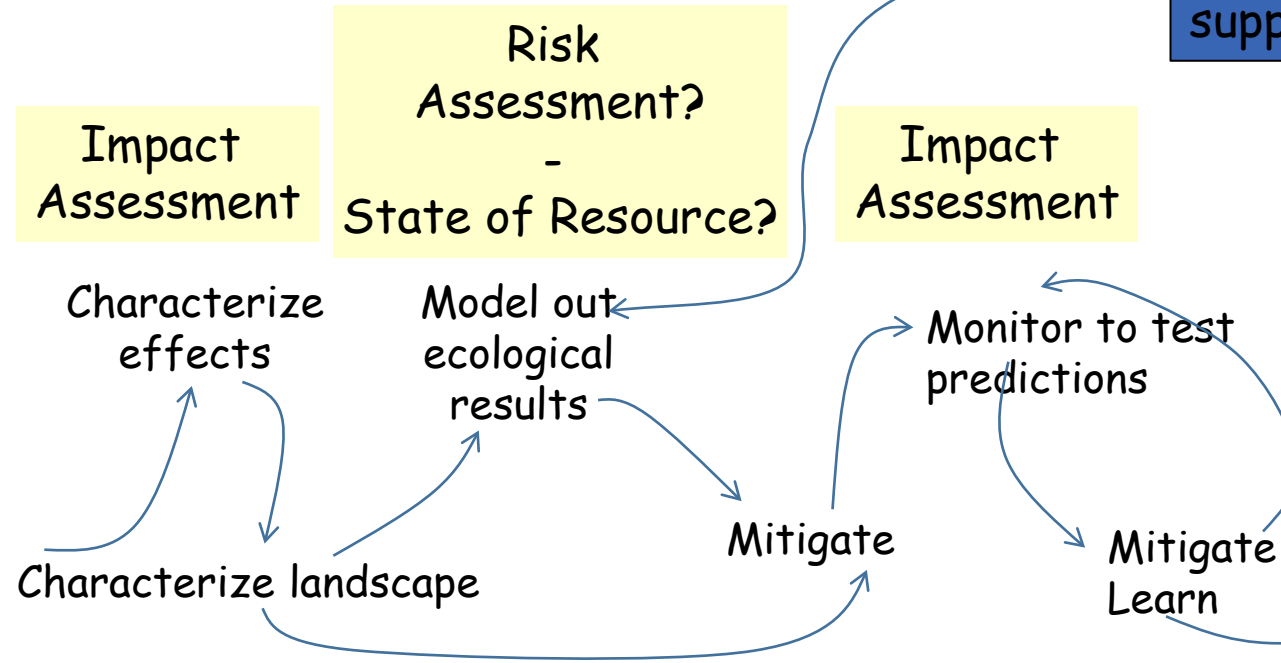 Risk
Assessment?
-
State of Resource?
Impact
Assessment
Impact
Assessment
Characterize
effects
Model out
ecological
results
Monitor to test
predictions
Mitigate
Characterize landscape
Mitigate
Learn